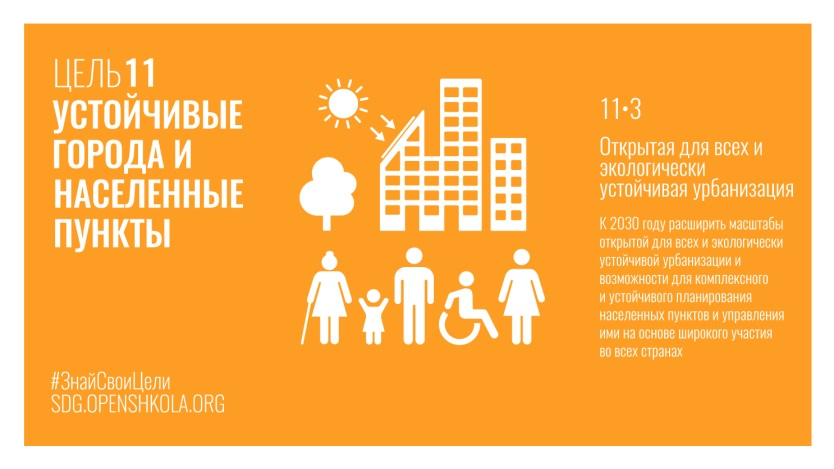 ЦЕЛЬ 11
УСТОЙЧИВЫЕ
ГОРОДА И
НАСЕЛЕННЫЕ
ПУНКТЫ
#ЗнайСвоиЦели
SDG.OPENSHKOLA.ORG
11•3
Открытая для всех и
экологически
устойчивая урбанизация
К 2030 году расширить масштабы
открытой для всех и экологически
устойчивой урбанизации и
возможности для комплексного
и устойчивого планирования
населенных пунктов и управления
ими на основе широкого участия
во всех странах